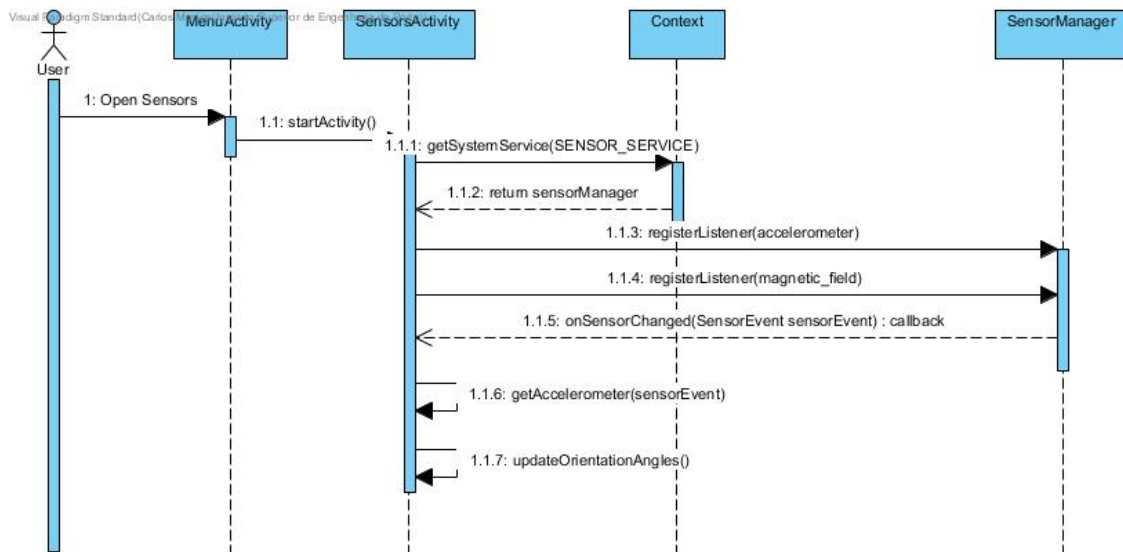 Visual Paradigm Standard(Carlos
MenuActivity
SensorsActivity
Context
SensorManager
User
1: Open Sensors
1.1: startActivity()
1.1.1: getSystemService(SENSOR_SERVICE)
1.1.2: return sensorManager
1.1.3: registerListener(accelerometer)
1.1.4: registerListener(magnetic_field)
1.1.5: onSensorChanged(SensorEvent sensorEvent) : callback
1.1.6: getAccelerometer(sensorEvent)
1.1.7: updateOrientationAngles()